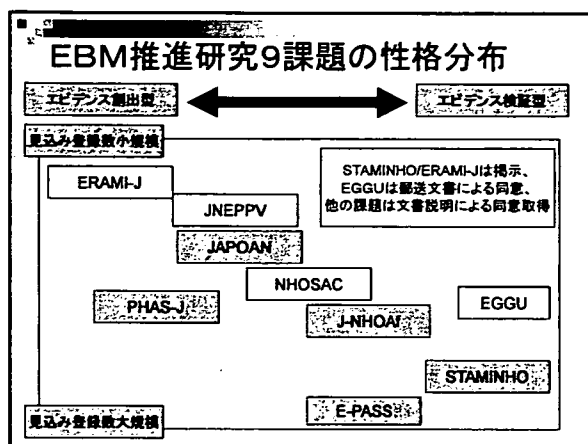 EBM推進研究9課題の性格分布
エビデンス創出型
エビデンス検証型
見込み登録数小規模
STAMINHO/ERAMI-Jは掲示、
EGGUは郵送文書による同意、
他の課題は文書説明による同意取得
ERAMI-J
JNEPPV
JAPOAN
NHOSAC
PHAS-J
J-NHOAI
EGGU
STAMINHO
E-PASS
見込み登録数大規模